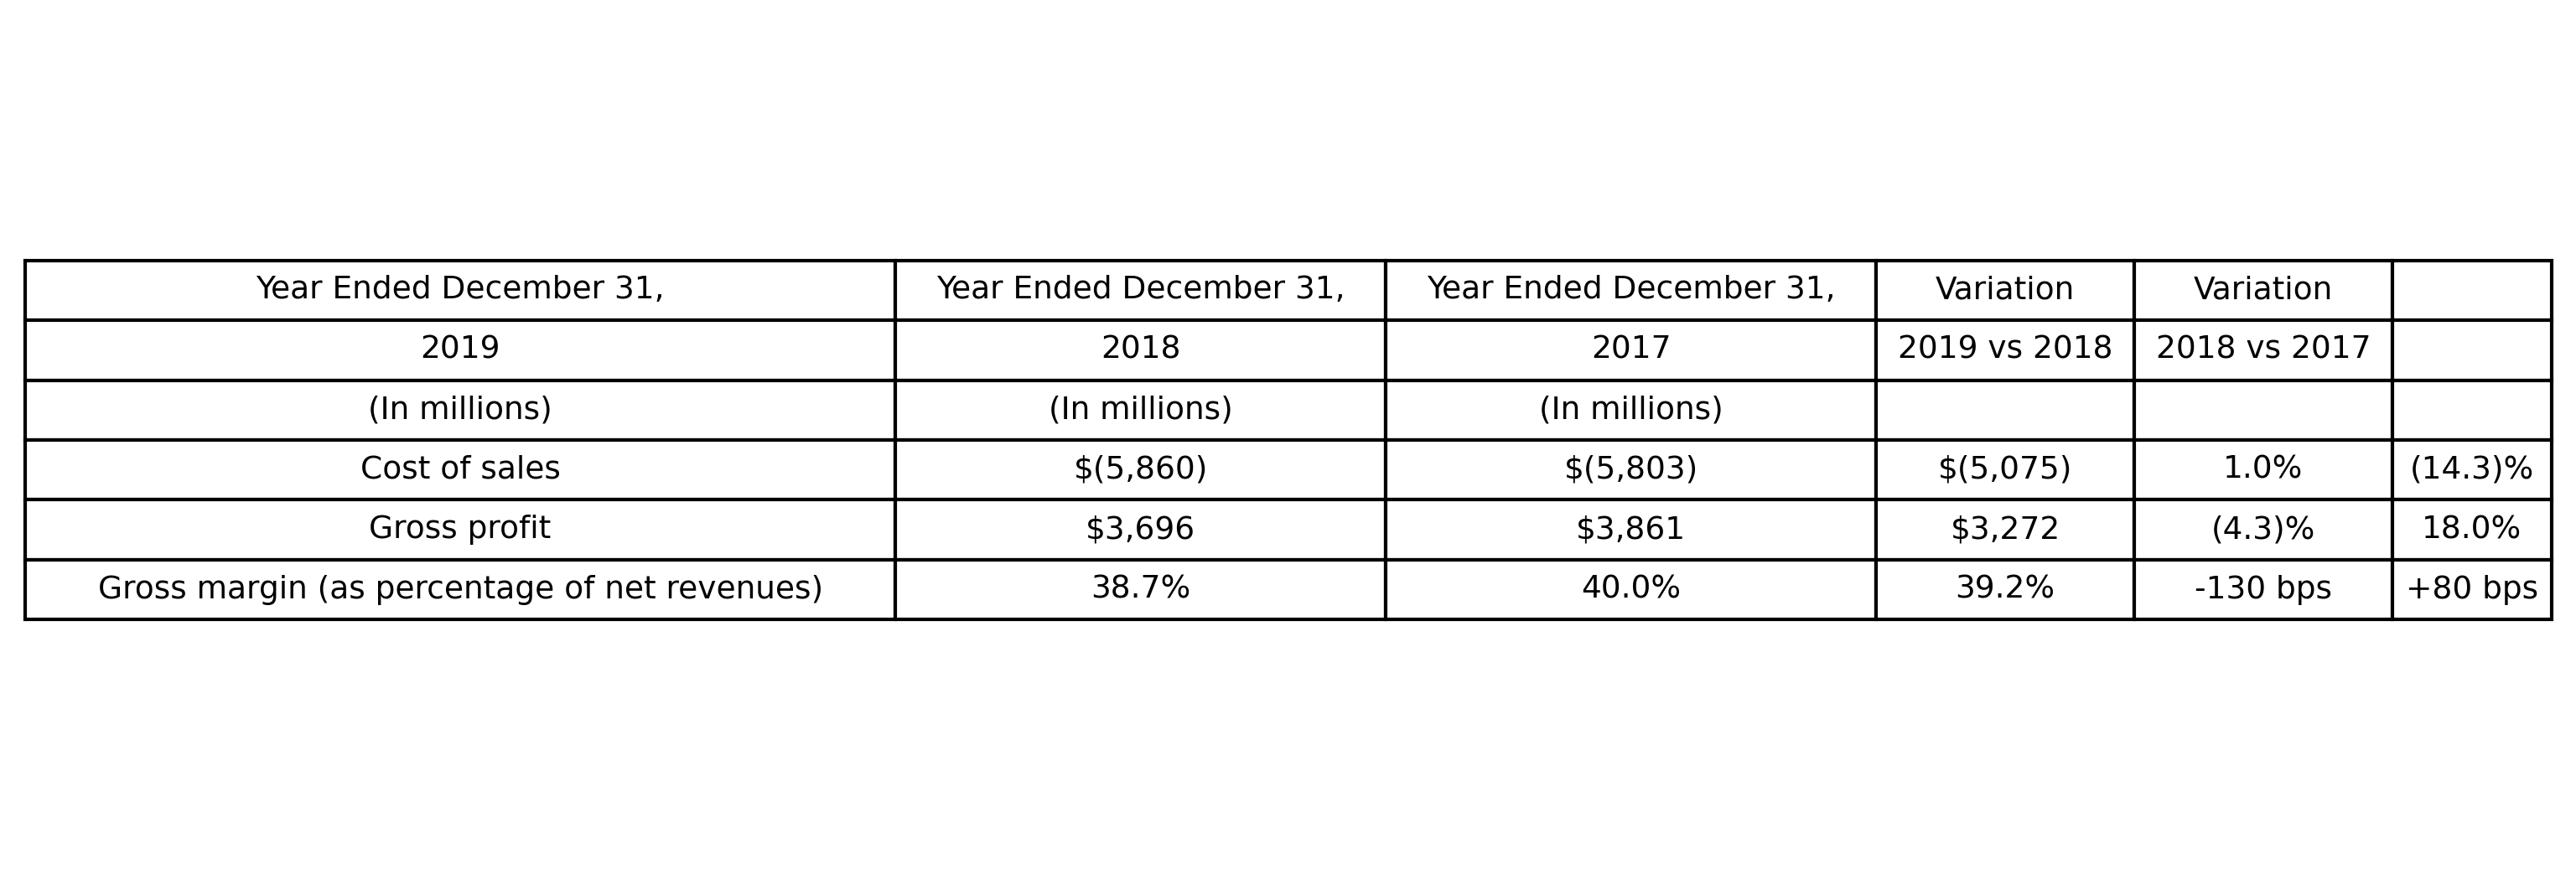 Year Ended December 31, Year Ended December 31, Year Ended December 31, Variation Variation
2019 2018 2017 2019 vs 2018 2018 vs 2017
(In millions) (In millions) (In millions)
Cost of sales $(5,860) $(5,803) $(5,075) 1.0% (14.3)%
Gross profit $3,696 $3,861 $3,272 (4.3)% 18.0%
Gross margin (as percentage of net revenues) 38.7% 40.0% 39.2% -130 bps +80 bps